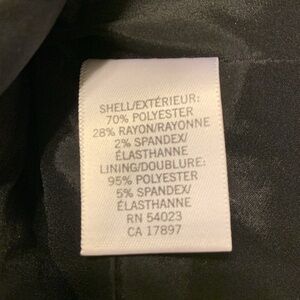 SHELL/EXTÉRIEUR:
70% POLYESTER
28% RAYON/RAYONNE
2% SPANDEX/
ÉLASTHANNE
LINING/DOUBLURE:
95% POLYESTER
5% SPANDEX/
ÉLASTHANNE
RN 54023
CA 17897